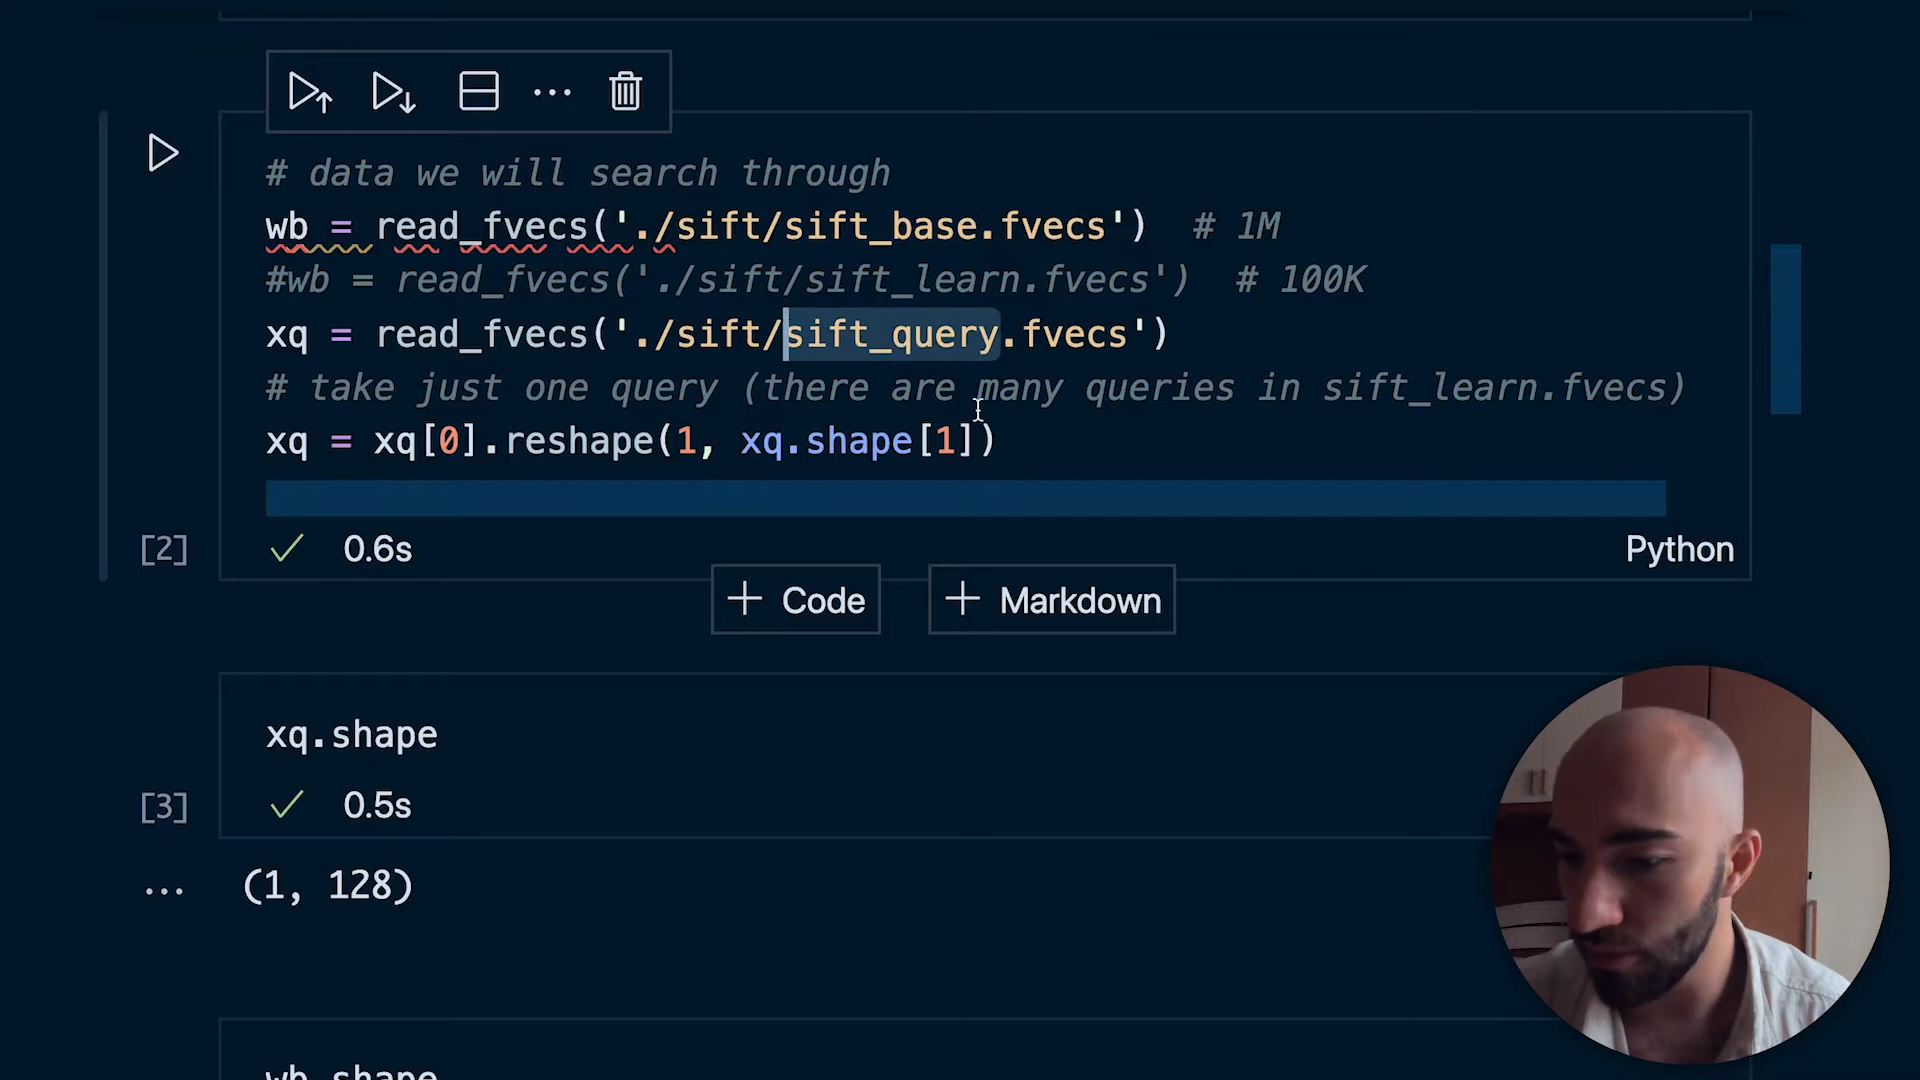 # data we will search through
wb = read_fvecs('./sift/sift_base.fvecs')  # 1M
#wb = read_fvecs('./sift/sift_learn.fvecs')  # 100K
xq = read_fvecs('./sift/sift_query.fvecs')
# take just one query (there are many queries in sift_learn.fvecs)
xq = xq[0].reshape(1, xq.shape[1])
[2] 0.6s Python
+ Code + Markdown
xq.shape
[3] 0.5s
... (1, 128)
wb.shape